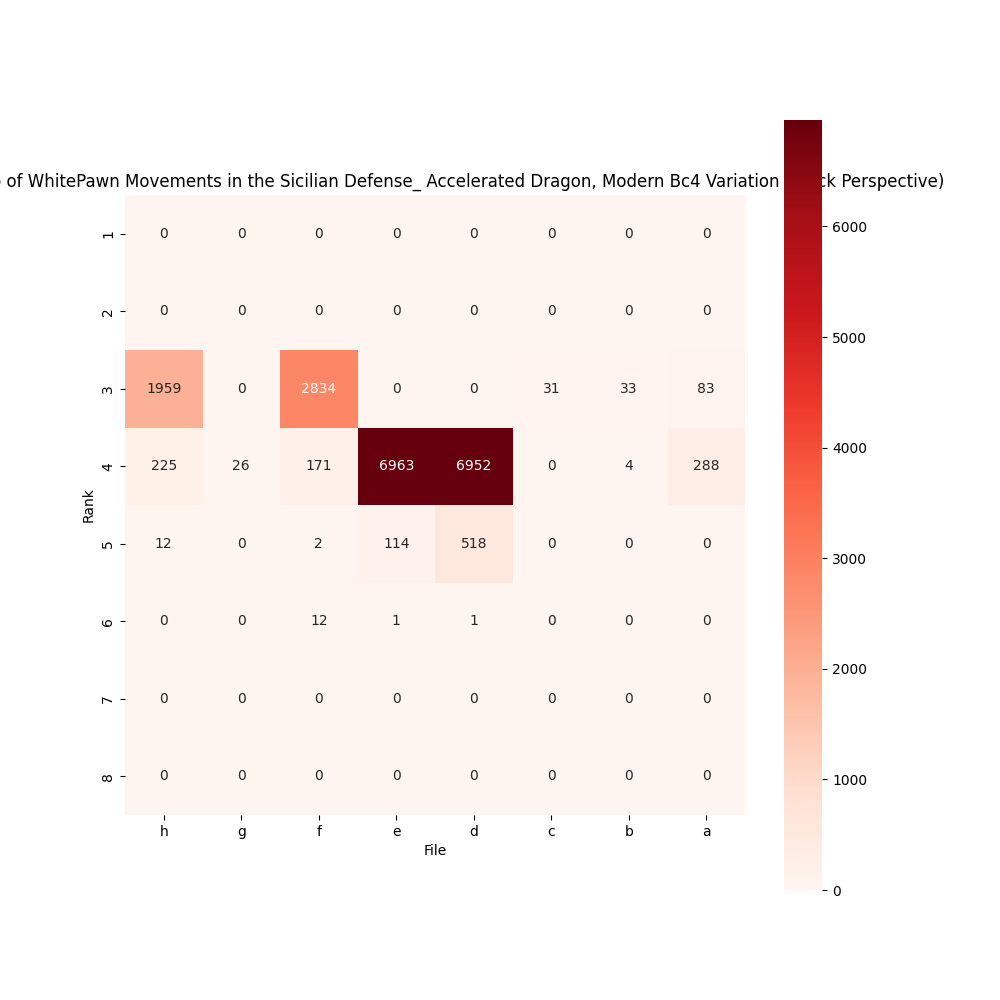 of WhitePawn Movements in the Sicilian Defense_ Accelerated Dragon, Modern Bc4 Variation ck Perspective)
1 0 0 0 0 0 0 0 0
2 0 0 0 0 0 0 0 0
3 1959 0 2834 0 0 31 33 83
4 225 26 171 6963 6952 0 4 288
5 12 0 2 114 518 0 0 0
6 0 0 12 1 1 0 0 0
7 0 0 0 0 0 0 0 0
8 0 0 0 0 0 0 0 0
Rank
h g f e d c b a
File
6000
5000
4000
3000
2000
1000
0